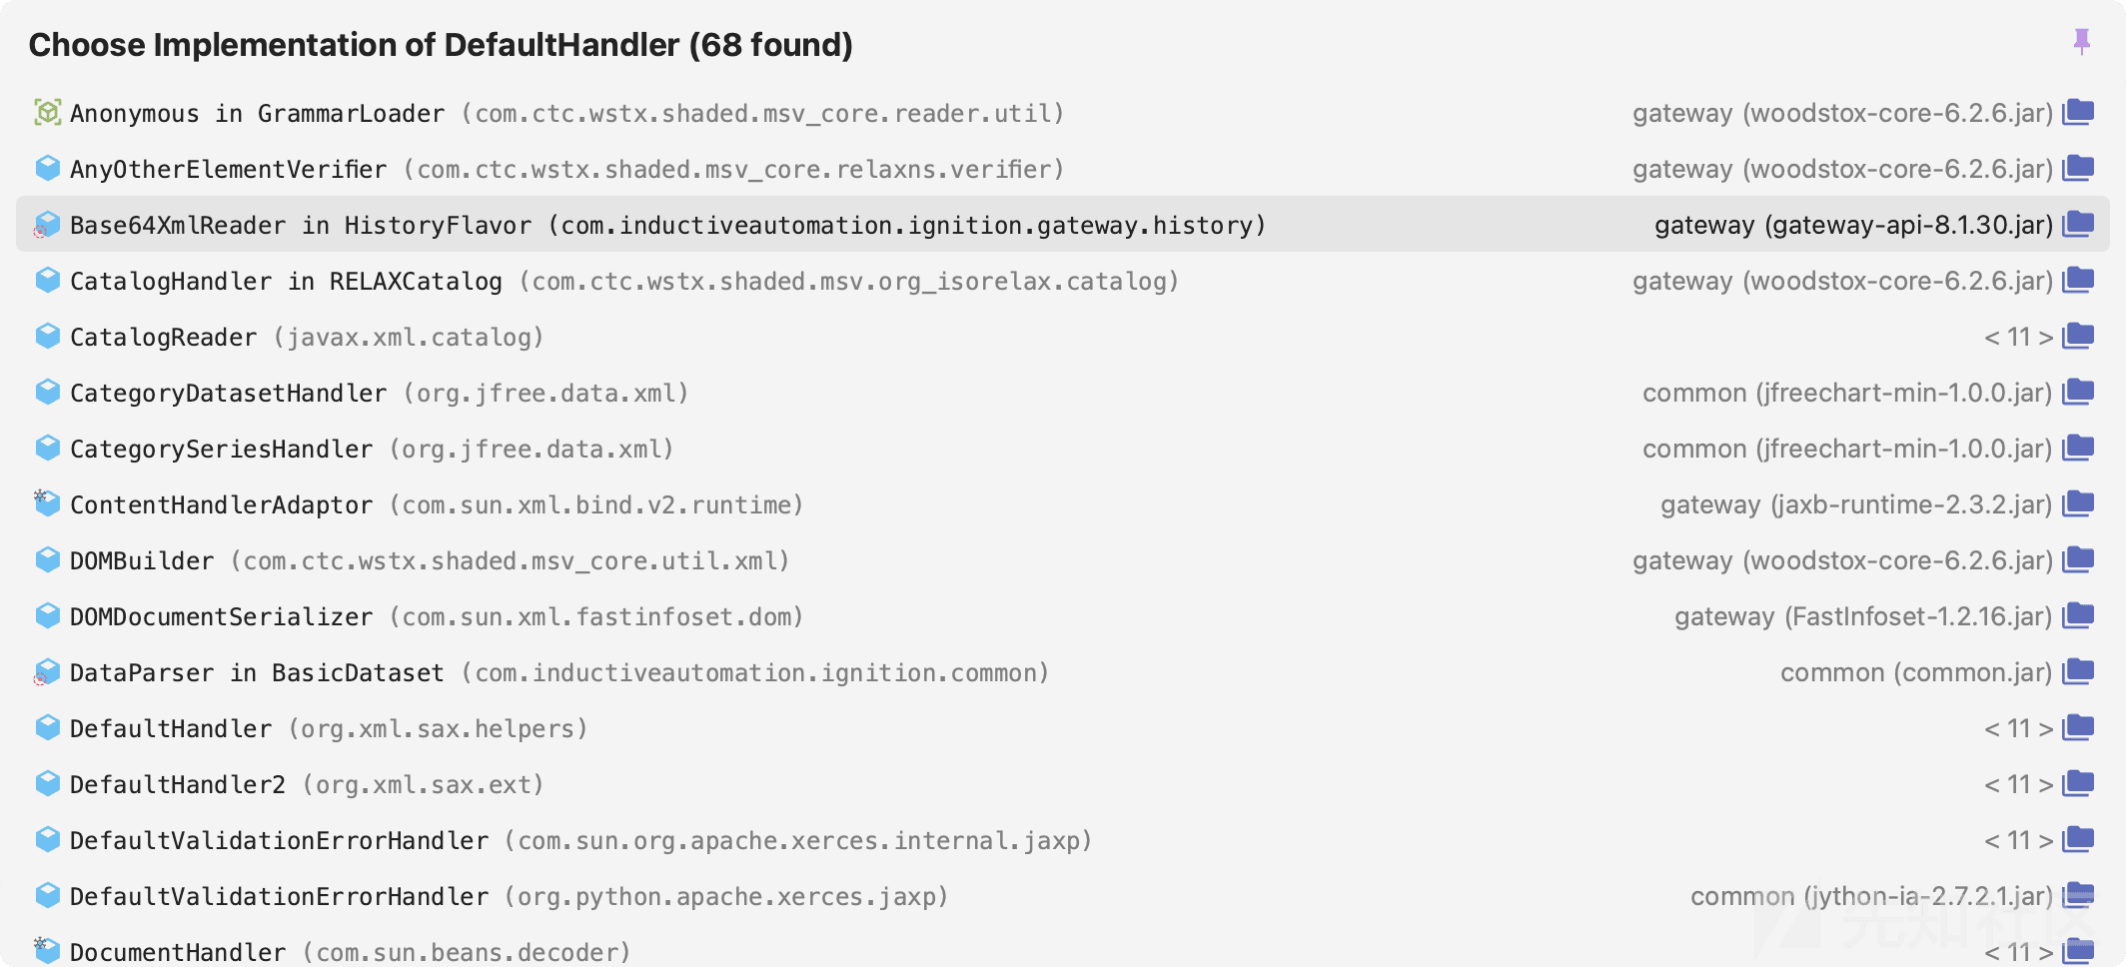 Choose Implementation of DefaultHandler (68 found)
Anonymous in GrammarLoader (com.ctc.wstx.shaded.msv_core.reader.util) gateway (woodstox-core-6.2.6.jar)
AnyOtherElementVerifier (com.ctc.wstx.shaded.msv_core.relaxns.verifier) gateway (woodstox-core-6.2.6.jar)
Base64XmlReader in HistoryFlavor (com.inductiveautomation.ignition.gateway.history) gateway (gateway-api-8.1.30.jar)
CatalogHandler in RELAXCatalog (com.ctc.wstx.shaded.msv.org_isorelax.catalog) gateway (woodstox-core-6.2.6.jar)
CatalogReader (javax.xml.catalog) < 11 >
CategoryDatasetHandler (org.jfree.data.xml) common (jfreechart-min-1.0.0.jar)
CategorySeriesHandler (org.jfree.data.xml) common (jfreechart-min-1.0.0.jar)
ContentHandlerAdaptor (com.sun.xml.bind.v2.runtime) gateway (jaxb-runtime-2.3.2.jar)
DOMBuilder (com.ctc.wstx.shaded.msv_core.util.xml) gateway (woodstox-core-6.2.6.jar)
DOMDocumentSerializer (com.sun.xml.fastinfoset.dom) gateway (FastInfoset-1.2.16.jar)
DataParser in BasicDataset (com.inductiveautomation.ignition.common) common (common.jar)
DefaultHandler (org.xml.sax.helpers) < 11 >
DefaultHandler2 (org.xml.sax.ext) < 11 >
DefaultValidationErrorHandler (com.sun.org.apache.xerces.internal.jaxp) < 11 >
DefaultValidationErrorHandler (org.python.apache.xerces.jaxp) common (jython-ia-2.7.2.1.jar)
DocumentHandler (com.sun.beans.decoder) < 11 >
先知社区